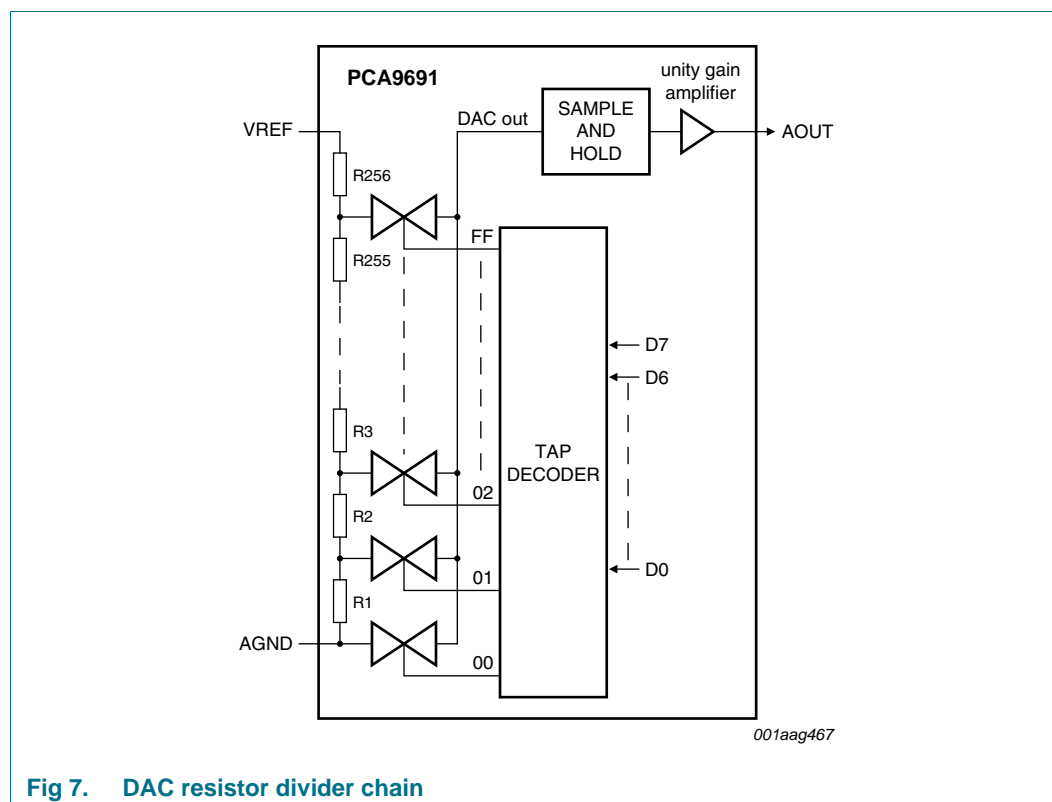 PCA9691
unity gain
amplifier
SAMPLE
AND
HOLD
DAC out
VREF
AOUT
R256
FF
R255
D7
D6
R3
TAP
DECODER
02
R2
D0
01
R1
AGND
00
001aag467
Fig 7. DAC resistor divider chain